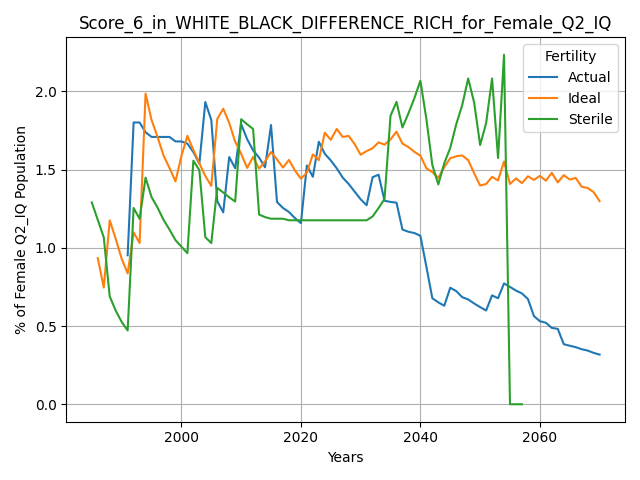 Score_6_in_WHITE_BLACK_DIFFERENCE_RICH_for_Female_Q2_IQ
% of Female Q2_IQ Population
2.0
1.5
1.0
0.5
0.0
Fertility
Actual
Ideal
Sterile
2000
2020
2040
2060
Years